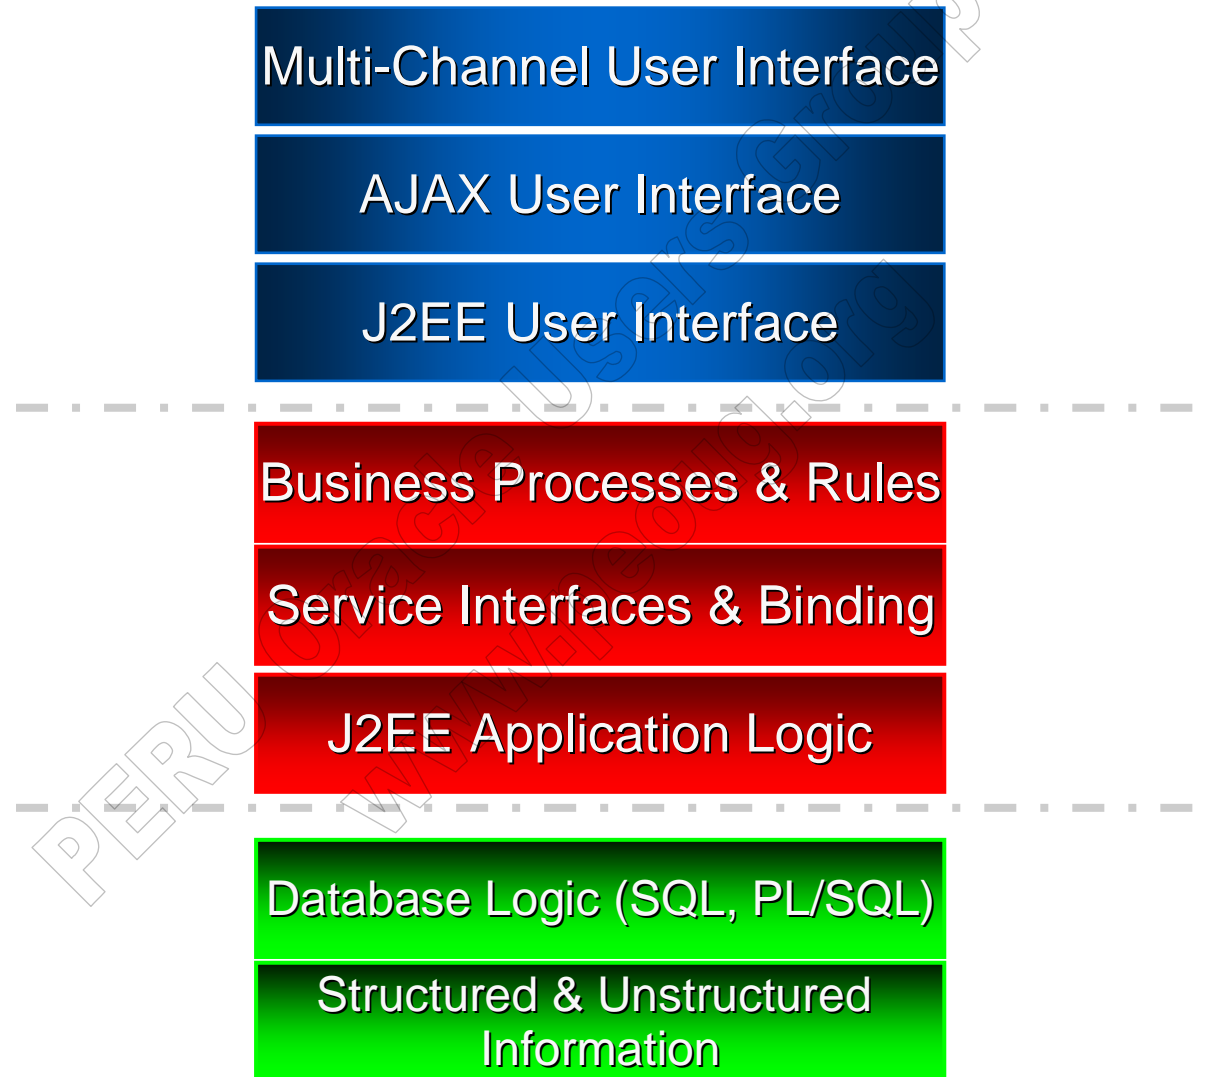 Multi-Channel User Interface
AJAX User Interface
J2EE User Interface
Business Processes & Rules
Service Interfaces & Binding
J2EE Application Logic
Database Logic (SQL, PL/SQL)
Structured & Unstructured
Information
PERU Oracle Users Group
www.peoug.org